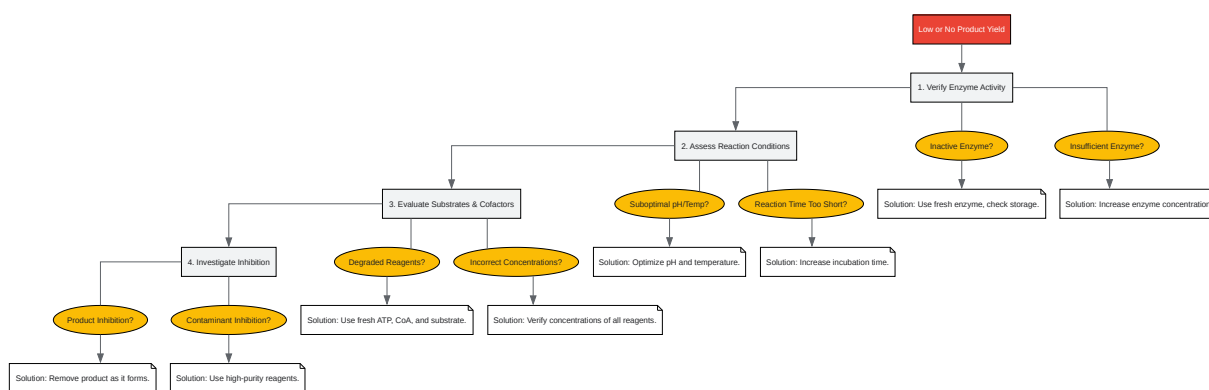 Low or No Product Yield
1. Verify Enzyme Activity
2. Assess Reaction Conditions
Inactive Enzyme?
Insufficient Enzyme?
3. Evaluate Substrates & Cofactors
Suboptimal pH/Temp?
Reaction Time Too Short?
Solution: Use fresh enzyme, check storage.
Solution: Increase enzyme concentration
4. Investigate Inhibition
Degraded Reagents?
Incorrect Concentrations?
Solution: Optimize pH and temperature.
Solution: Increase incubation time.
Product Inhibition?
Contaminant Inhibition?
Solution: Use fresh ATP, CoA, and substrate.
Solution: Verify concentrations of all reagents.
Solution: Remove product as it forms.
Solution: Use high-purity reagents.